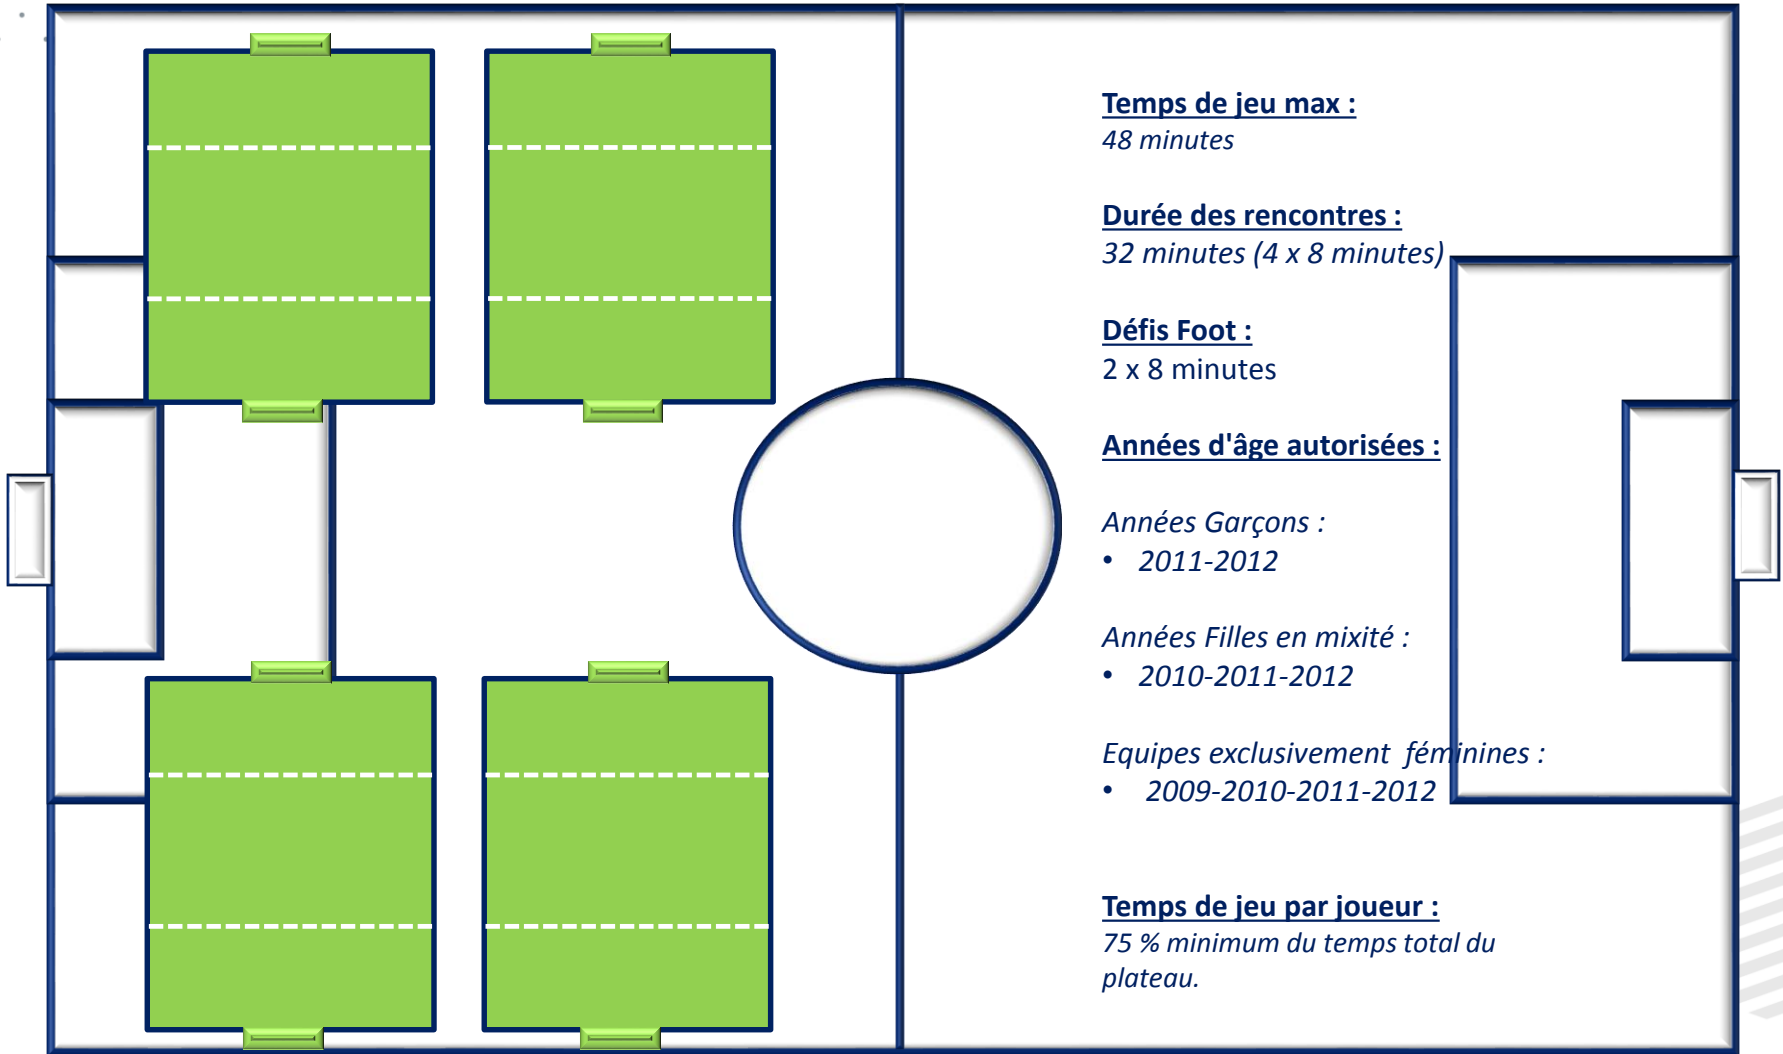 Temps de jeu max :
48 minutes
Durée des rencontres :
32 minutes (4 x 8 minutes)
Défis Foot :
2 x 8 minutes
Années d'âge autorisées :
Années Garçons :
• 2011-2012
Années Filles en mixité :
• 2010-2011-2012
Equipes exclusivement  féminines :
• 2009-2010-2011-2012
Temps de jeu par joueur :
75 % minimum du temps total du
plateau.